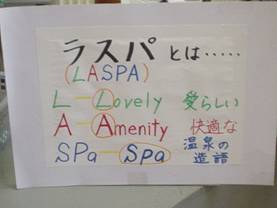 ラスパとは・・・・・
(LASPA)
L－Lovely 愛らしい
A－Amenity 快適な
SPa－Spa 温泉の
造語